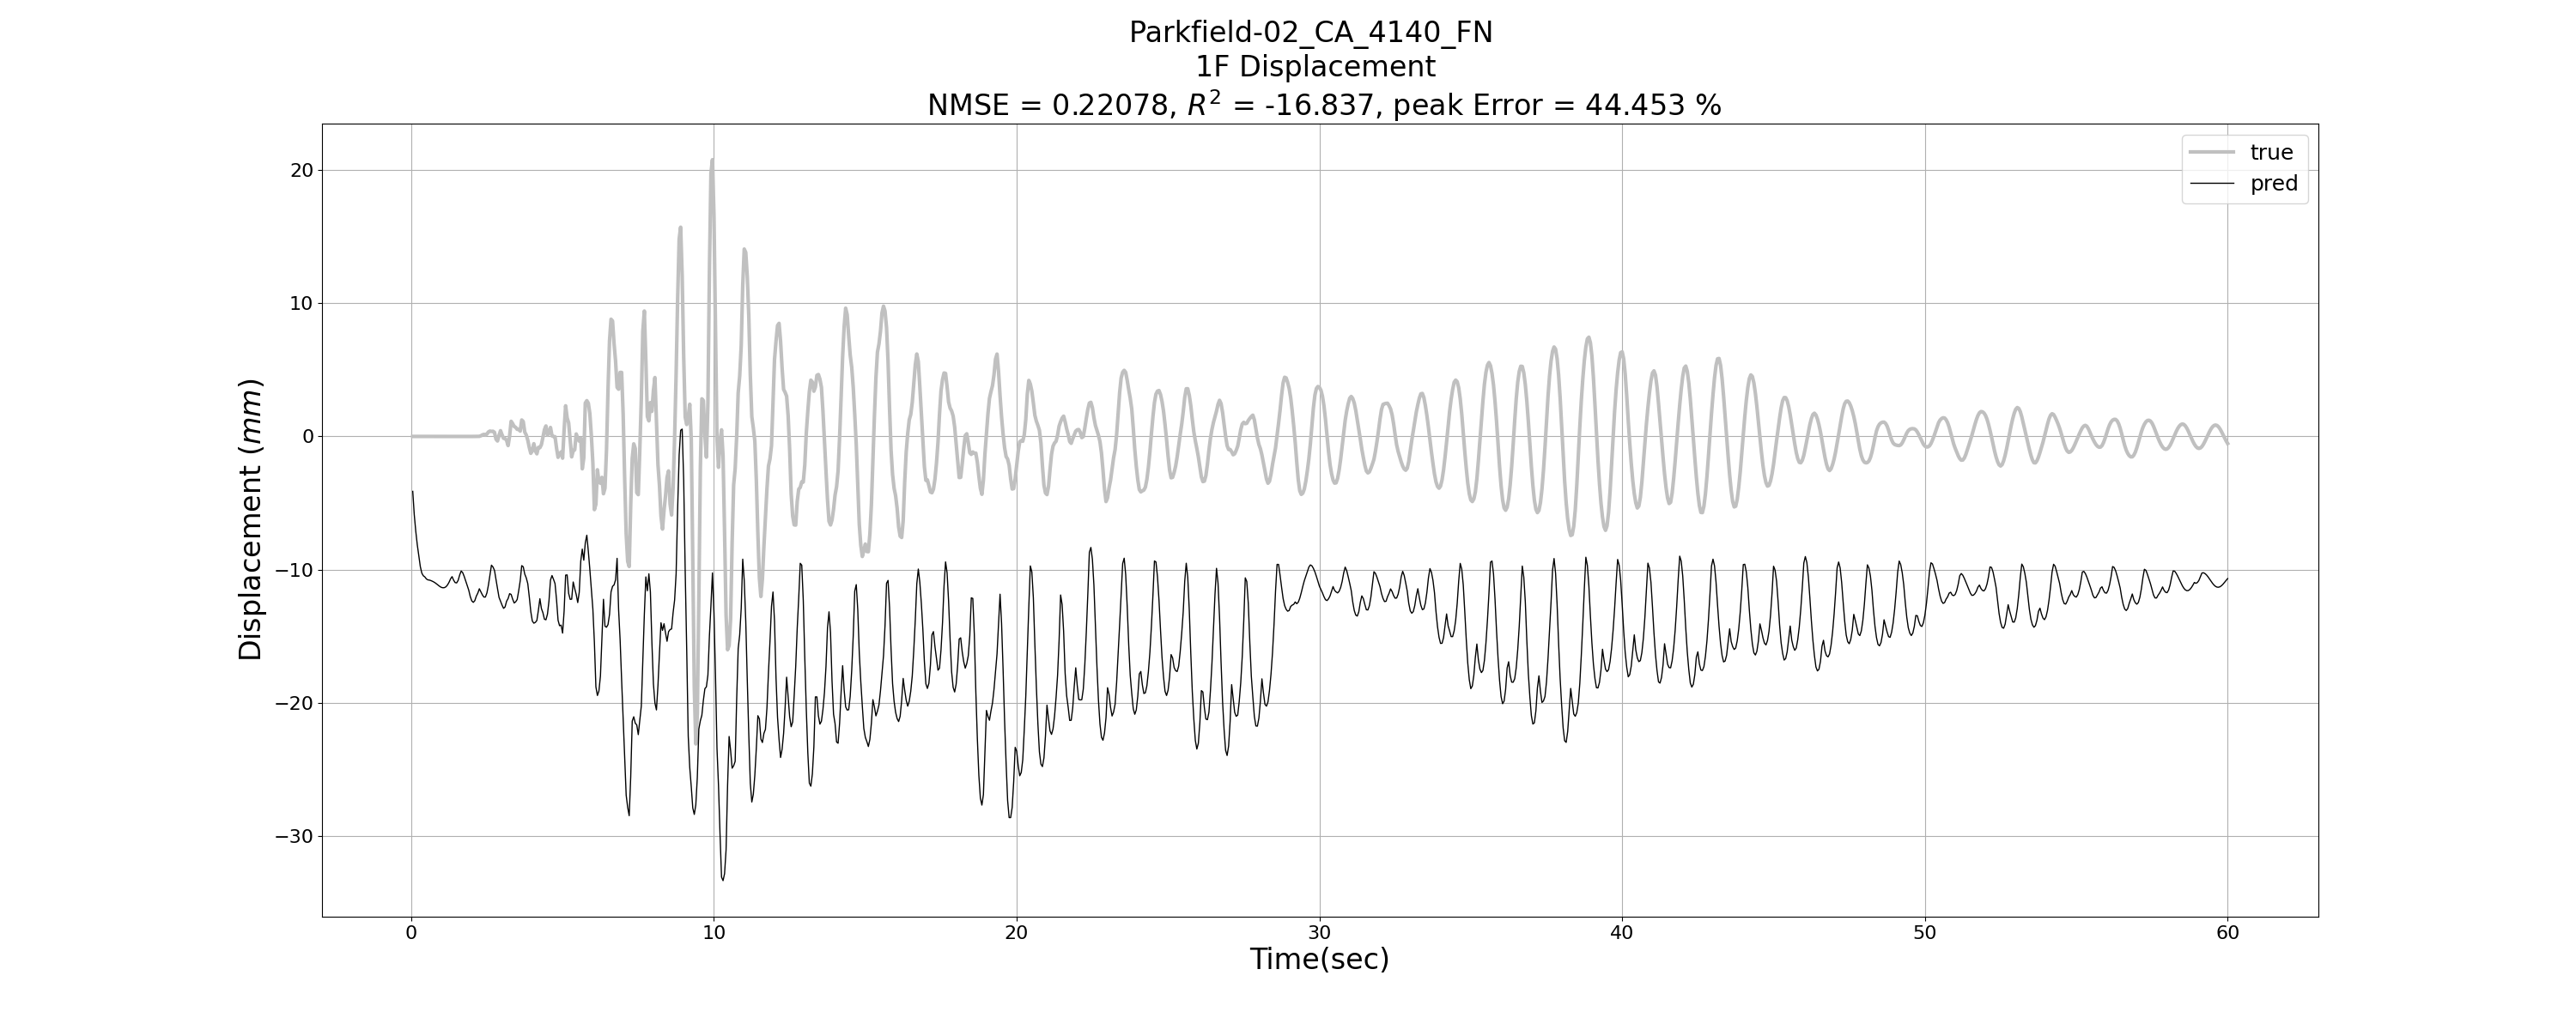 Parkfield-02_CA_4140_FN
1F Displacement
NMSE = 0.22078, R² = -16.837, peak Error = 44.453 %
true
pred
Displacement (mm)
20
10
0
−10
−20
−30
0 10 20 30 40 50 60
Time(sec)